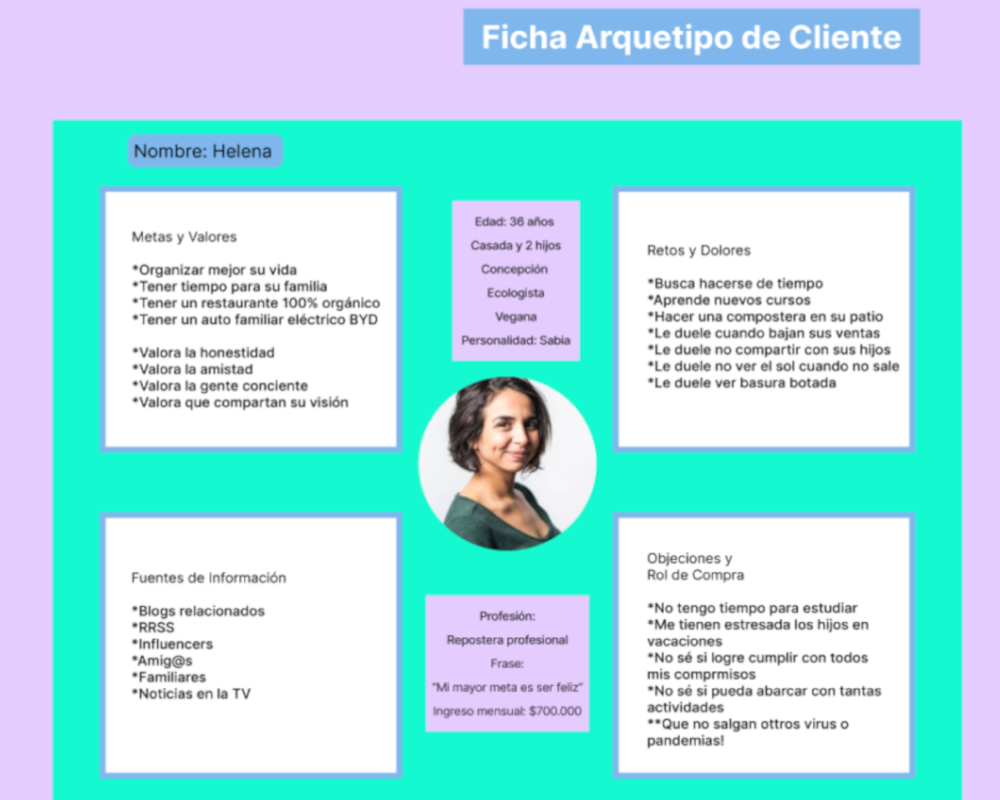 Ficha Arquetipo de Cliente
Nombre: Helena
Metas y Valores
*Organizar mejor su vida
*Tener tiempo para su familia
*Tener un restaurante 100% orgánico
*Tener un auto familiar eléctrico BYD
*Valora la honestidad
*Valora la amistad
*Valora la gente conciente
*Valora que compartan su visión
Edad: 36 años
Casada y 2 hijos
Concepción
Ecologista
Vegana
Personalidad: Sabia
Retos y Dolores
*Busca hacerse de tiempo
*Aprende nuevos cursos
*Hacer una compostera en su patio
*Le duele cuando bajan sus ventas
*Le duele no compartir con sus hijos
*Le duele no ver el sol cuando no sale
*Le duele ver basura botada
Fuentes de Información
*Blogs relacionados
*RRSS
*Influencers
*Amig@s
*Familiares
*Noticias en la TV
Profesión:
Repostera profesional
Frase:
"Mi mayor meta es ser feliz"
Ingreso mensual: $700.000
Objeciones y
Rol de Compra
*No tengo tiempo para estudiar
*Me tienen estresada los hijos en
vacaciones
*No sé si logre cumplir con todos
mis comprmisos
*No sé si pueda abarcar con tantas
actividades
**Que no salgan ottros virus o
pandemias!